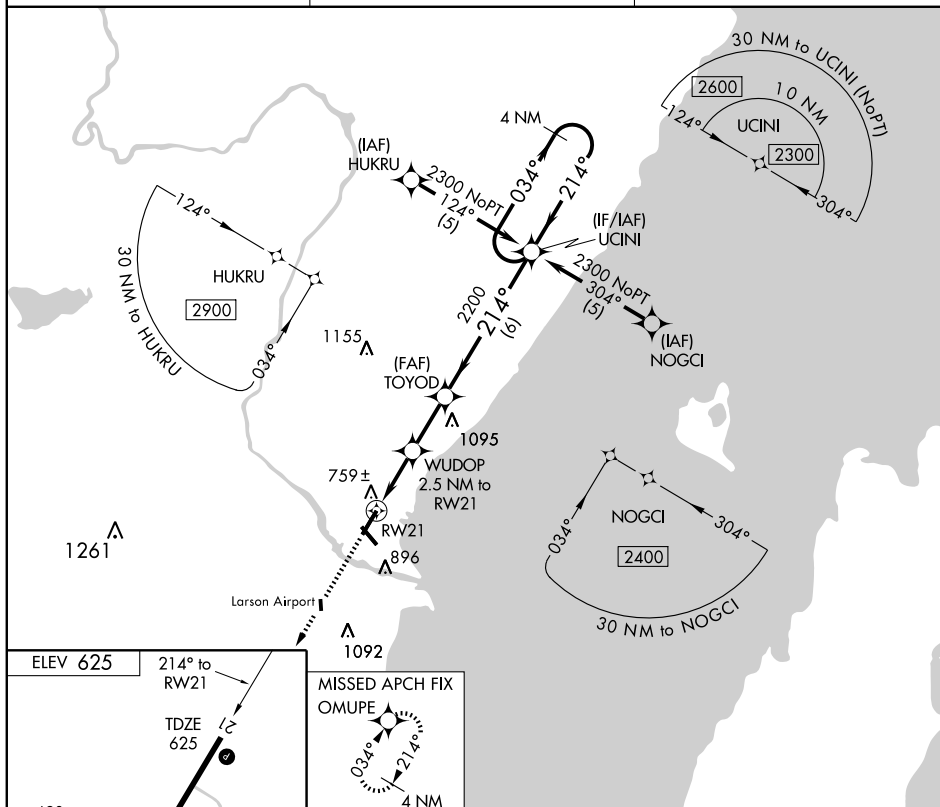 30 NM to UCINI (NoPT)
2600
10 NM
124°
UCINI
2300
304°
4 NM
(IAF)
HUKRU
2300 NoPT
124°
(5)
034°
214°
(IF/IAF)
UCINI
2300 NoPT
304°
(5)
(IAF)
NOGCI
124°
HUKRU
2900
30 NM to HUKRU
034°
2200
214°
(6)
1155
(FAF)
TOYOD
1095
WUDOP
2.5 NM to
RW21
759±
RW21
896
1261
Larson Airport
1092
NOGCI
034°
304°
2400
30 NM to NOGCI
ELEV 625
214° to
RW21
21
TDZE
625
P
MISSED APCH FIX
OMUPE
034°
214°
4 NM